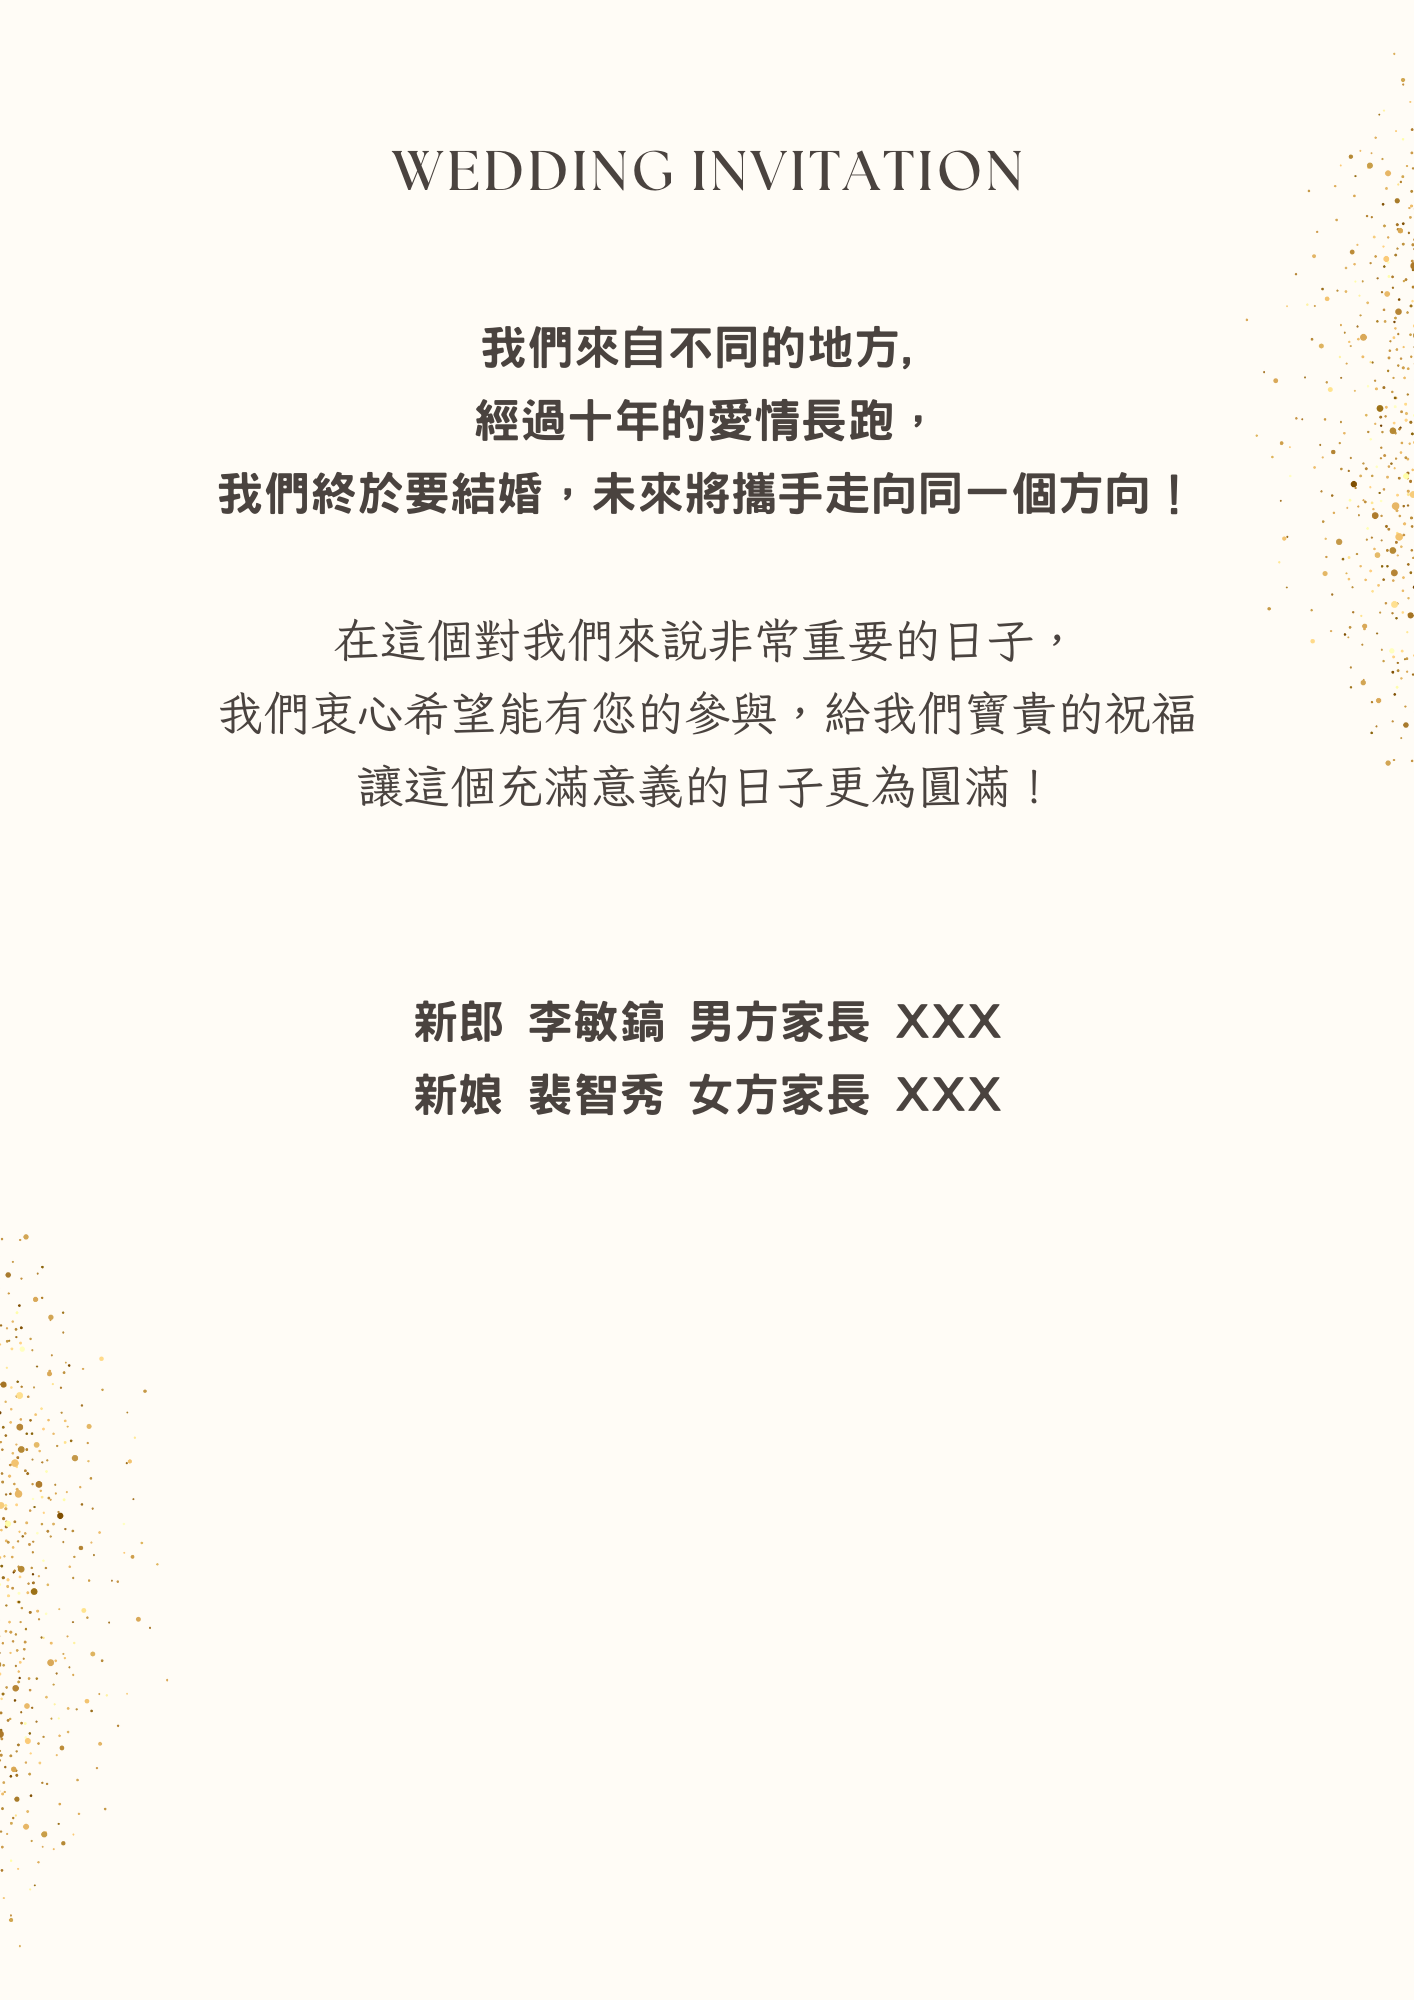 WEDDING INVITATION
我們來自不同的地方,
經過十年的愛情長跑，
我們終於要結婚，未來將攜手走向同一個方向！
在這個對我們來說非常重要的日子，
我們衷心希望能有您的參與，給我們寶貴的祝福
讓這個充滿意義的日子更為圓滿！
新郎 李敏鎬 男方家長 XXX
新娘 裴智秀 女方家長 XXX